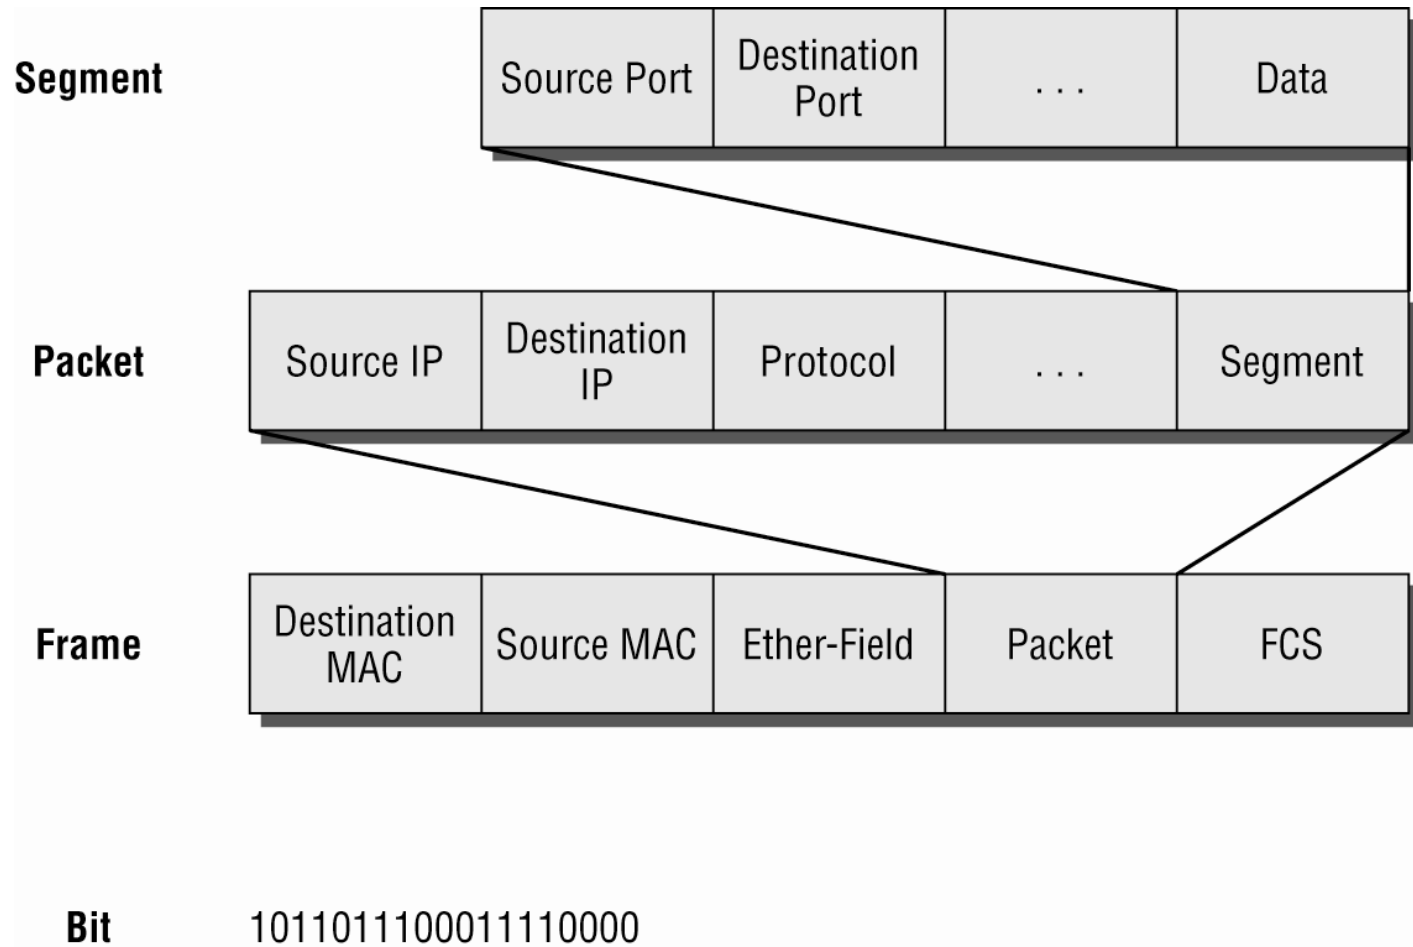 Segment
Source Port
Destination
Port
. . .
Data
Packet
Source IP
Destination
IP
Protocol
. . .
Segment
Frame
Destination
MAC
Source MAC
Ether-Field
Packet
FCS
Bit
1011011100011110000